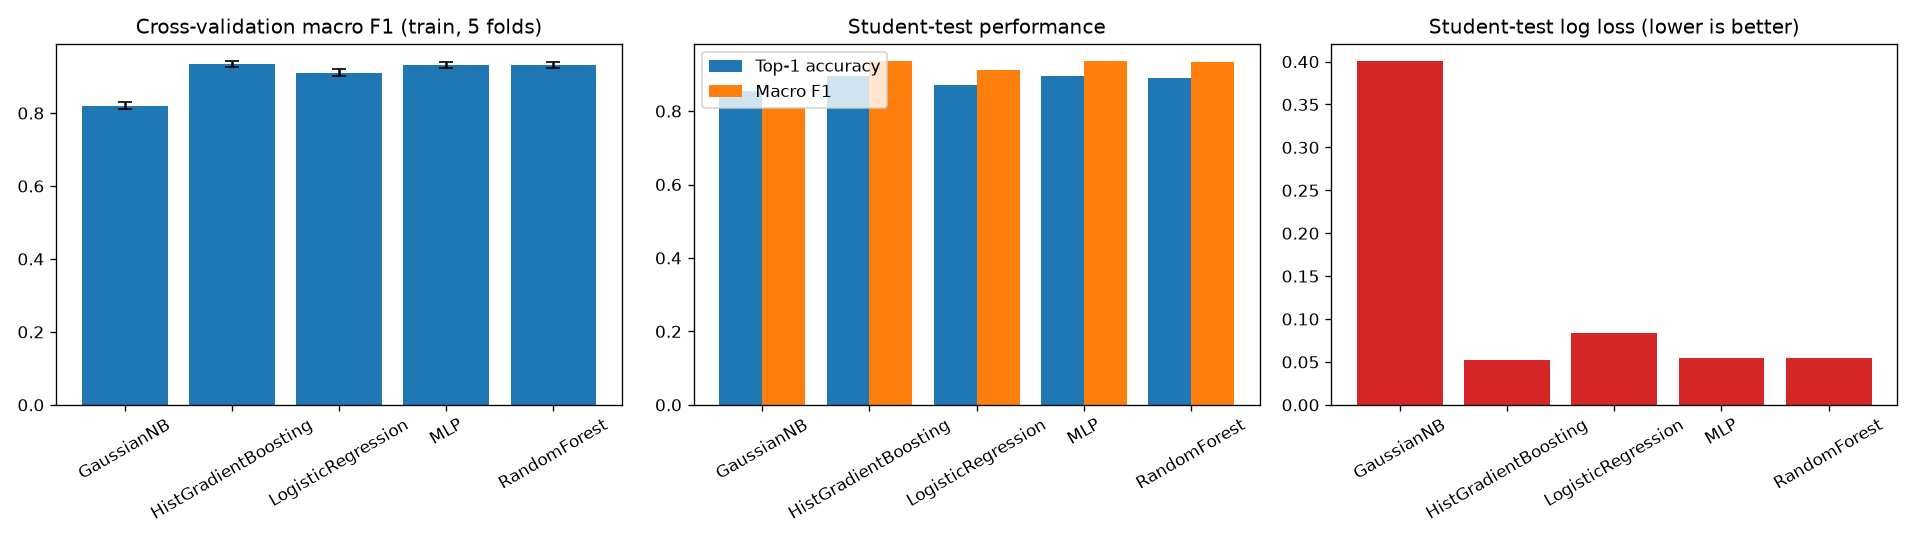 Cross-validation macro F1 (train, 5 folds)
0.8
0.6
0.4
0.2
0.0
GaussianNB
HistGradientBoosting
LogisticRegression
MLP
RandomForest
Student-test performance
Top-1 accuracy
Macro F1
0.8
0.6
0.4
0.2
0.0
GaussianNB
HistGradientBoosting
LogisticRegression
MLP
RandomForest
Student-test log loss (lower is better)
0.40
0.35
0.30
0.25
0.20
0.15
0.10
0.05
0.00
GaussianNB
HistGradientBoosting
LogisticRegression
MLP
RandomForest